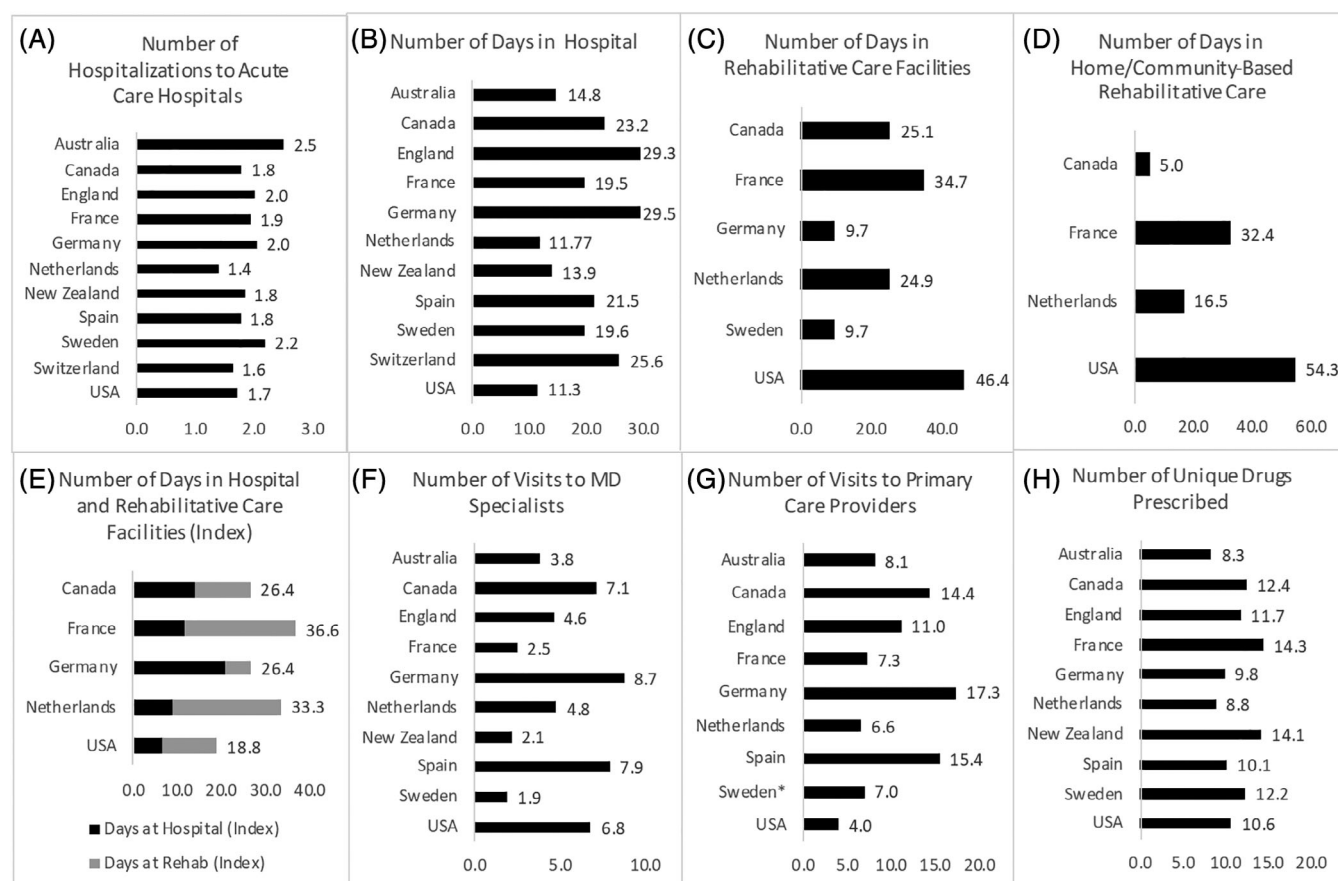 (A) Number of
Hospitalizations to Acute
Care Hospitals
Australia 2.5
Canada 1.8
England 2.0
France 1.9
Germany 2.0
Netherlands 1.4
New Zealand 1.8
Spain 1.8
Sweden 2.2
Switzerland 1.6
USA 1.7
0.0 1.0 2.0 3.0
(B) Number of Days in Hospital
Australia 14.8
Canada 23.2
England 29.3
France 19.5
Germany 29.5
Netherlands 11.77
New Zealand 13.9
Spain 21.5
Sweden 19.6
Switzerland 25.6
USA 11.3
0.0 10.0 20.0 30.0
(C) Number of Days in
Rehabilitative Care Facilities
Canada 25.1
France 34.7
Germany 9.7
Netherlands 24.9
Sweden 9.7
USA 46.4
0.0 20.0 40.0
(D) Number of Days in
Home/Community-Based
Rehabilitative Care
Canada 5.0
France 32.4
Netherlands 16.5
USA 54.3
0.0 20.0 40.0 60.0
(E) Number of Days in Hospital
and Rehabilitative Care
Facilities (Index)
Canada 26.4
France 36.6
Germany 26.4
Netherlands 33.3
USA 18.8
0.0 10.0 20.0 30.0 40.0
Days at Hospital (Index)
Days at Rehab (Index)
(F) Number of Visits to MD
Specialists
Australia 3.8
Canada 7.1
England 4.6
France 2.5
Germany 8.7
Netherlands 4.8
New Zealand 2.1
Spain 7.9
Sweden 1.9
USA 6.8
0.0 5.0 10.0
(G) Number of Visits to Primary
Care Providers
Australia 8.1
Canada 14.4
England 11.0
France 7.3
Germany 17.3
Netherlands 6.6
Spain 15.4
Sweden* 7.0
USA 4.0
0.0 5.0 10.0 15.0 20.0
(H) Number of Unique Drugs
Prescribed
Australia 8.3
Canada 12.4
England 11.7
France 14.3
Germany 9.8
Netherlands 8.8
New Zealand 14.1
Spain 10.1
Sweden 12.2
USA 10.6
0.0 5.0 10.0 15.0 20.0